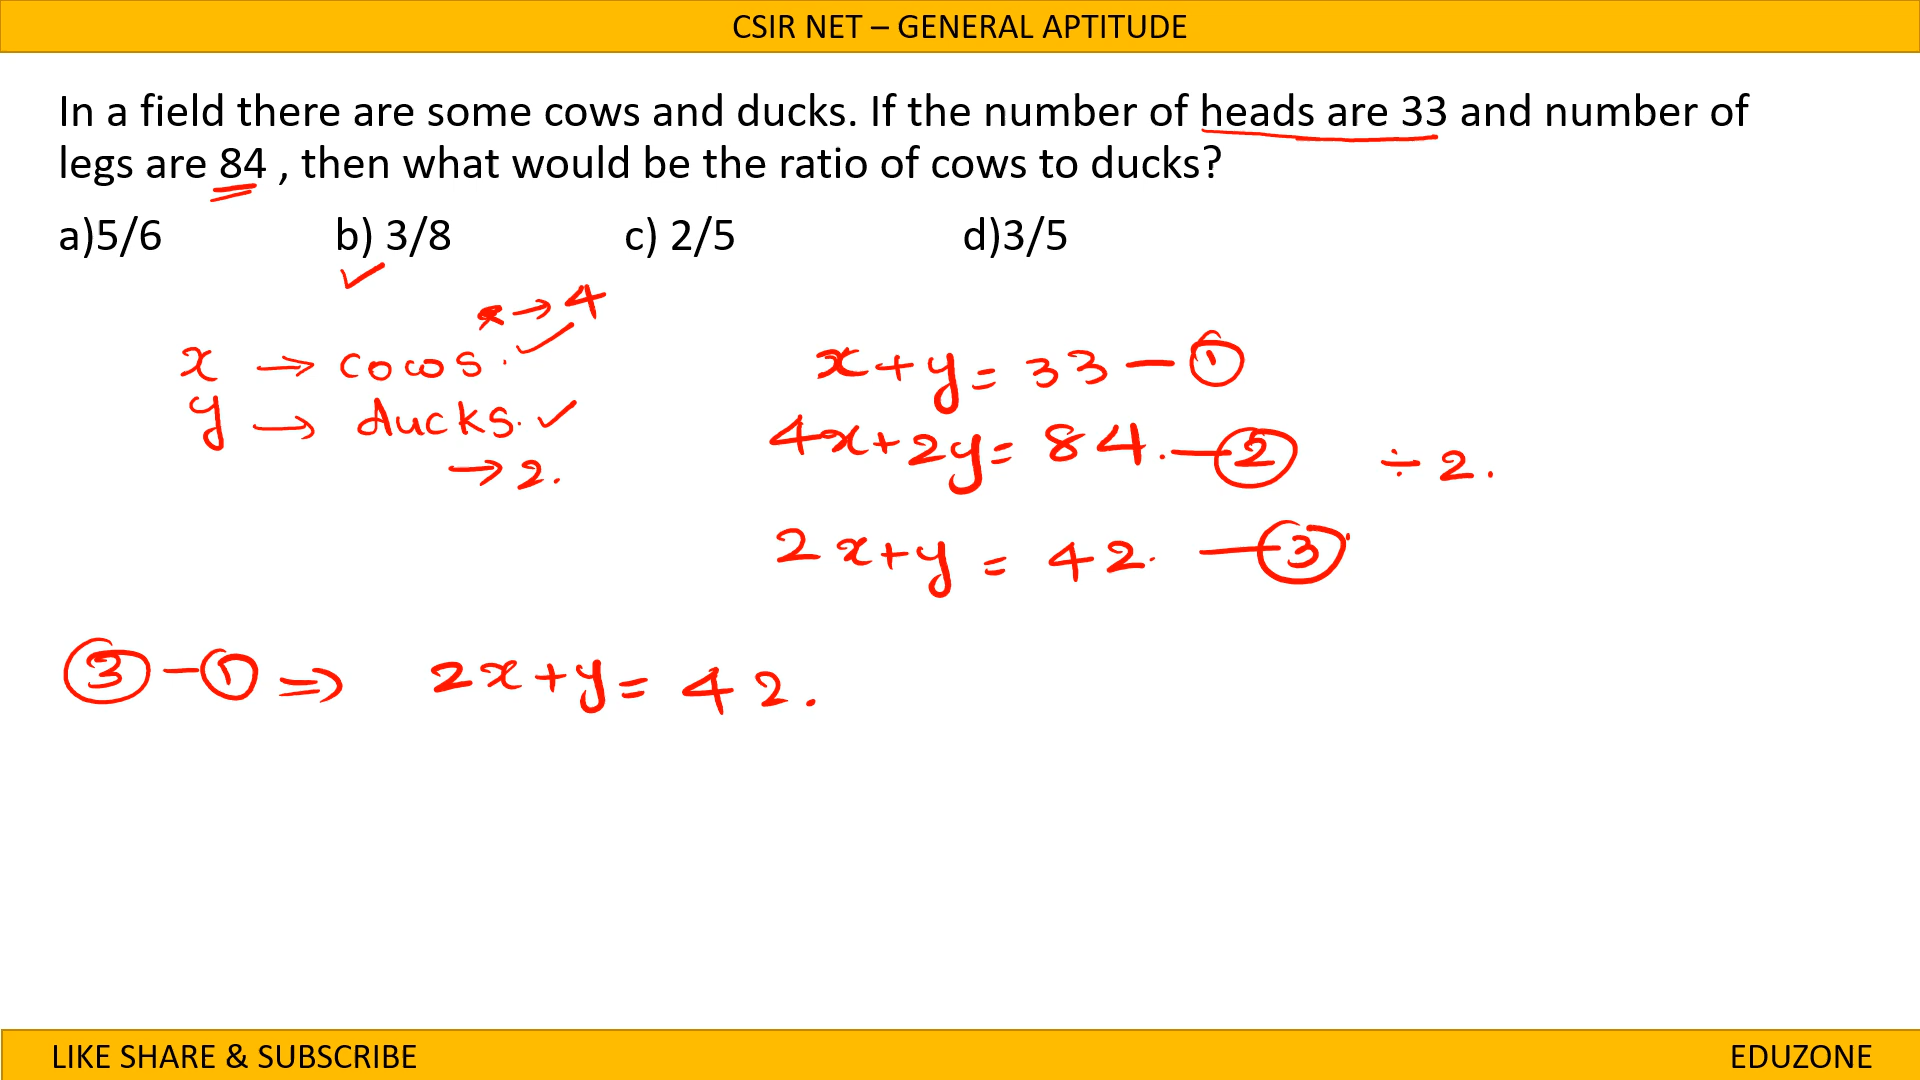 CSIR NET – GENERAL APTITUDE
In a field there are some cows and ducks. If the number of heads are 33 and number of
legs are 84 , then what would be the ratio of cows to ducks?
a)5/6 b) 3/8 c) 2/5 d)3/5
→ 4
x → cows.
y → ducks.
→ 2.
x+y= 33 — ①
4x+2y= 84. — ② ÷ 2.
2x+y = 42. — ③
③ – ① ⇒ 2x+y= 42.
LIKE SHARE & SUBSCRIBE
EDUZONE